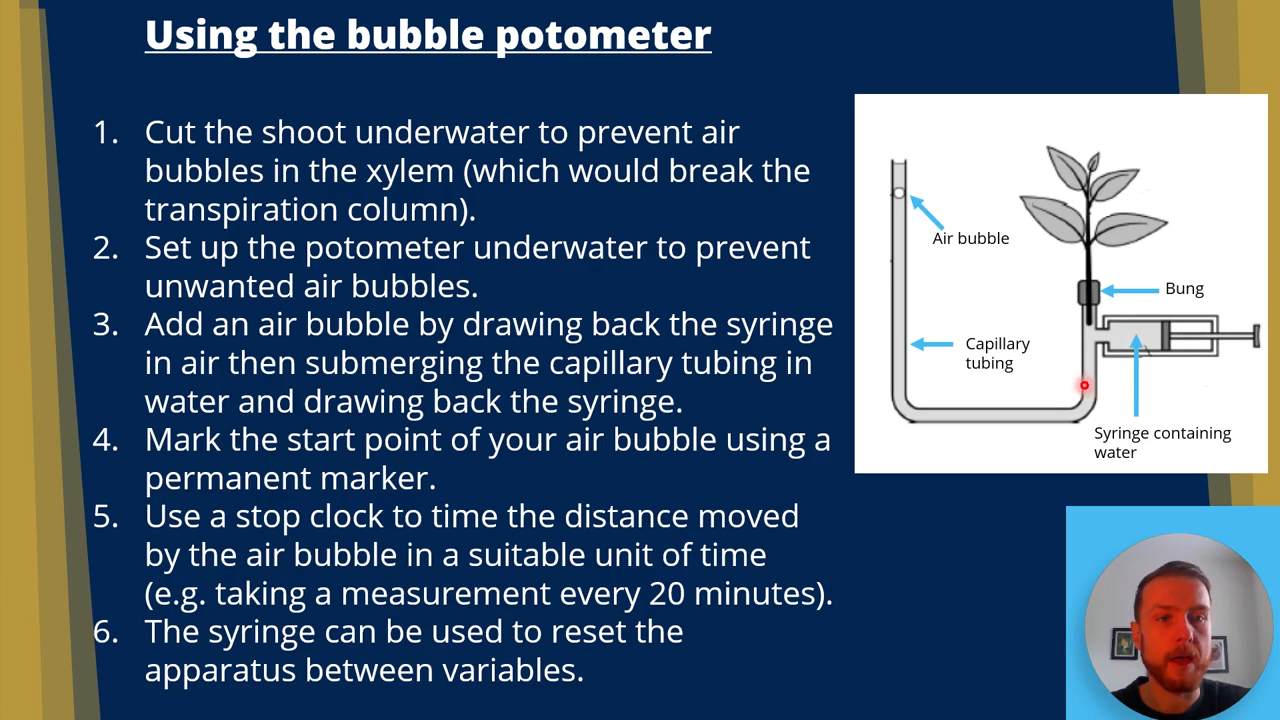 Using the bubble potometer
1. Cut the shoot underwater to prevent air
bubbles in the xylem (which would break the
transpiration column).
2. Set up the potometer underwater to prevent
unwanted air bubbles.
3. Add an air bubble by drawing back the syringe
in air then submerging the capillary tubing in
water and drawing back the syringe.
4. Mark the start point of your air bubble using a
permanent marker.
5. Use a stop clock to time the distance moved
by the air bubble in a suitable unit of time
(e.g. taking a measurement every 20 minutes).
6. The syringe can be used to reset the
apparatus between variables.
Air bubble
Bung
Capillary
tubing
Syringe containing
water